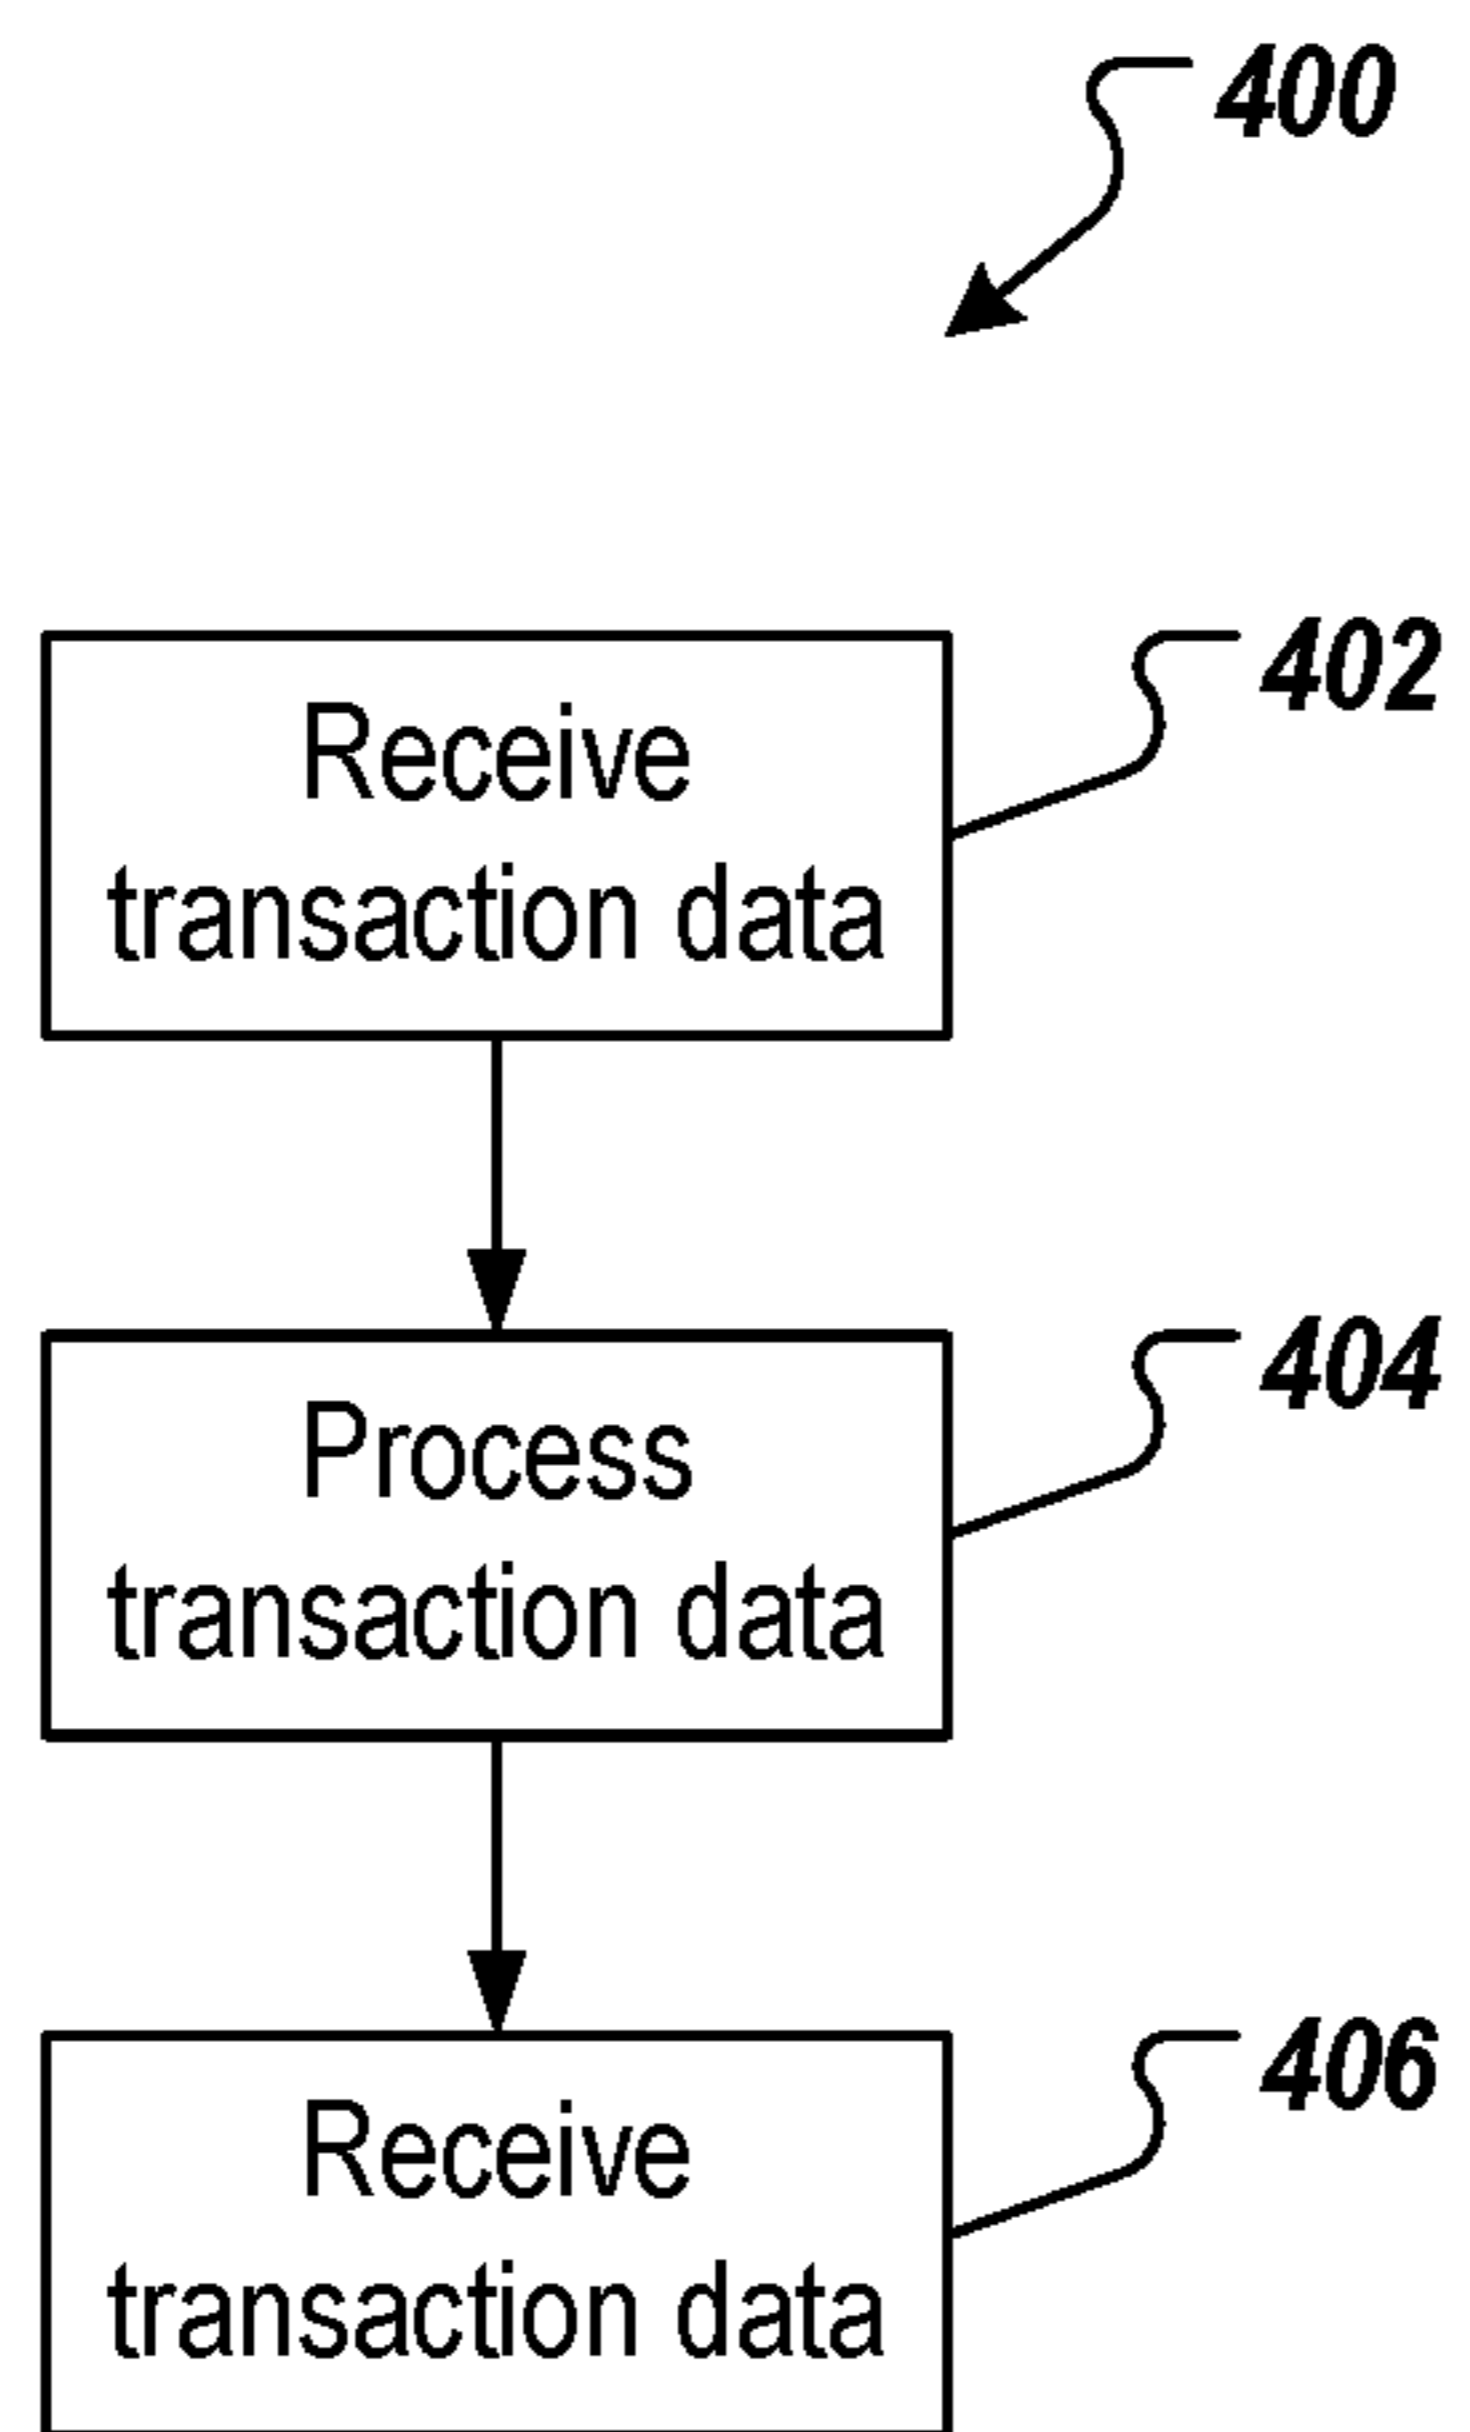 400
402
Receive
transaction data
404
Process
transaction data
406
Receive
transaction data